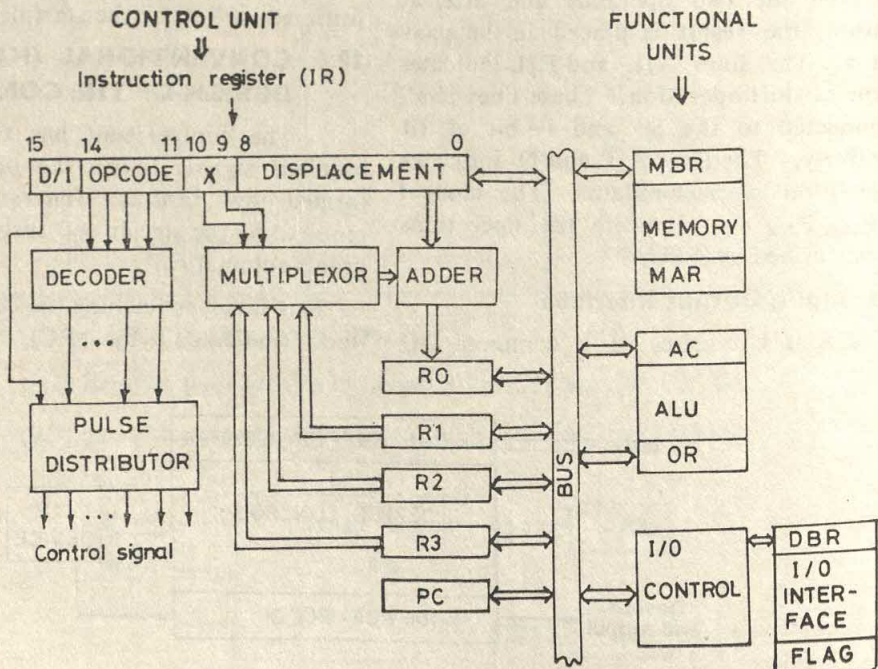 CONTROL UNIT
Instruction register (IR)
15 14 11 10 9 8 0
D/I OPCODE X DISPLACEMENT
DECODER
MULTIPLEXOR
ADDER
...
PULSE
DISTRIBUTOR
...
Control signal
R0
R1
R2
R3
PC
BUS
FUNCTIONAL
UNITS
MBR
MEMORY
MAR
AC
ALU
OR
I/O
CONTROL
DBR
I/O
INTER-
FACE
FLAG